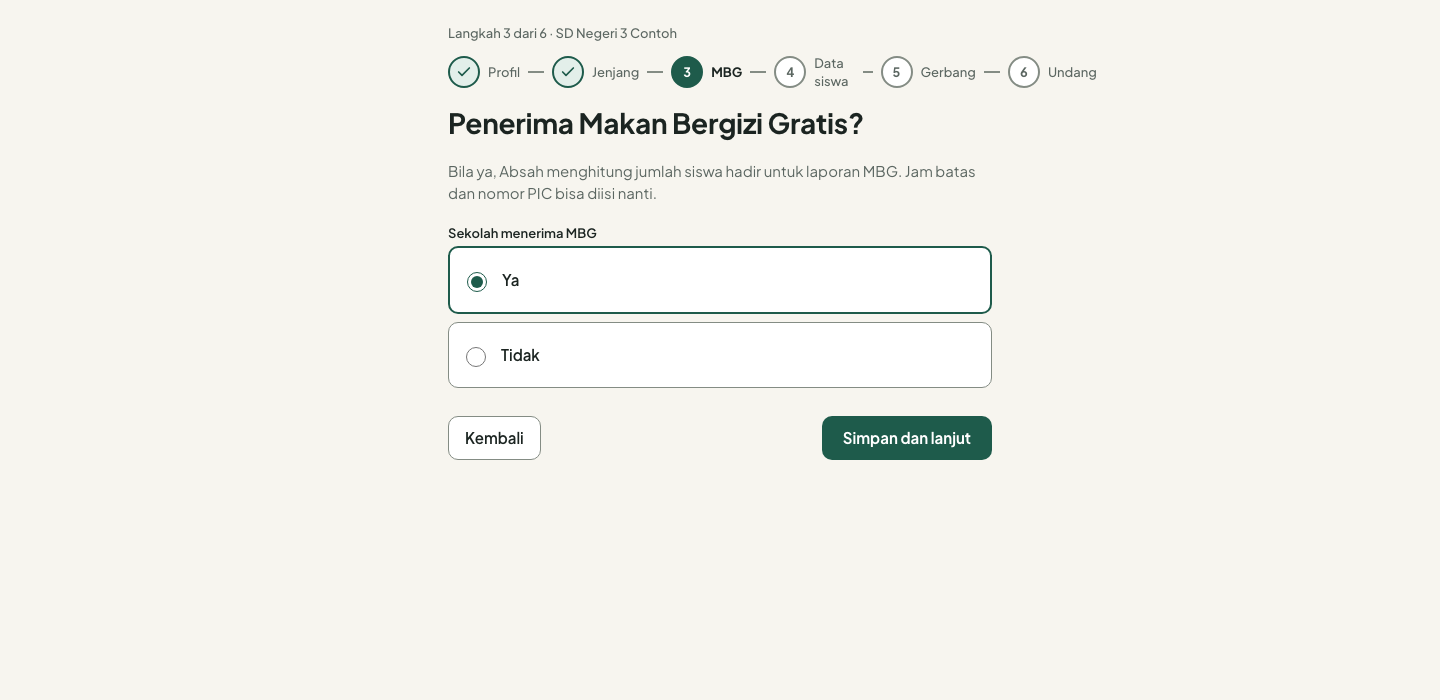 Langkah 3 dari 6 · SD Negeri 3 Contoh
Profil
Jenjang
3 MBG
4 Data siswa
5 Gerbang
6 Undang
Penerima Makan Bergizi Gratis?
Bila ya, Absah menghitung jumlah siswa hadir untuk laporan MBG. Jam batas
dan nomor PIC bisa diisi nanti.
Sekolah menerima MBG
Ya
Tidak
Kembali
Simpan dan lanjut